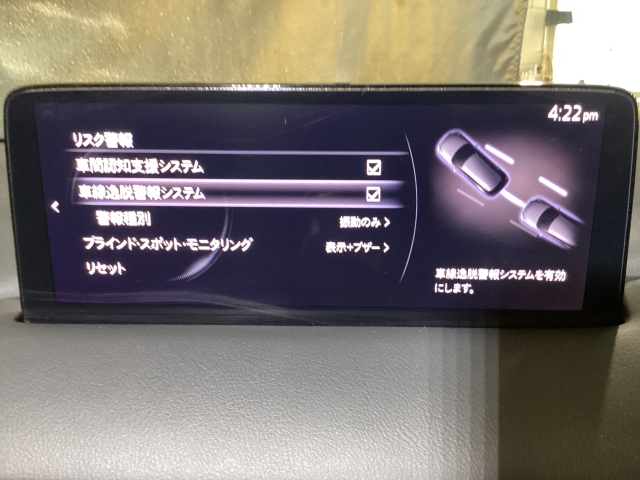 4:22pm
リスク警報
車間認知支援システム
車線逸脱警報システム
警報種別 振動のみ
ブラインド・スポット・モニタリング 表示+ブザー
リセット
車線逸脱警報システムを有効
にします。